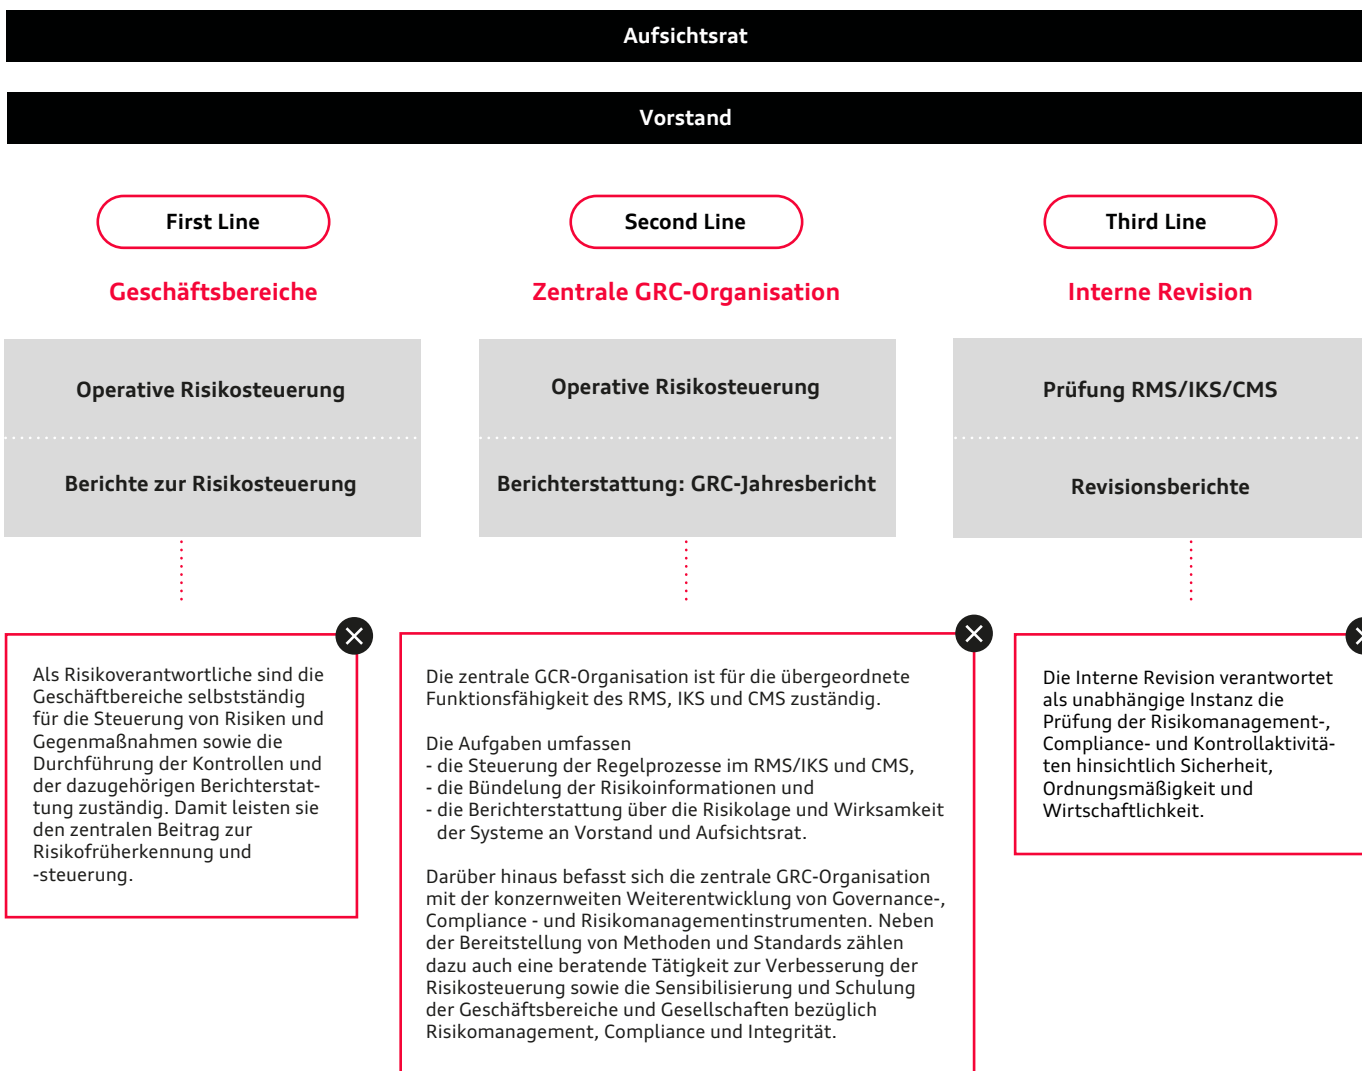 Aufsichtsrat
Vorstand
First Line
Geschäftsbereiche
Operative Risikosteuerung
Berichte zur Risikosteuerung
Als Risikoverantwortliche sind die
Geschäftbereiche selbstständig
für die Steuerung von Risiken und
Gegenmaßnahmen sowie die
Durchführung der Kontrollen und
der dazugehörigen Berichterstat-
tung zuständig. Damit leisten sie
den zentralen Beitrag zur
Risikofrüherkennung und
-steuerung.
Second Line
Zentrale GRC-Organisation
Operative Risikosteuerung
Berichterstattung: GRC-Jahresbericht
Die zentrale GCR-Organisation ist für die übergeordnete
Funktionsfähigkeit des RMS, IKS und CMS zuständig.
Die Aufgaben umfassen
- die Steuerung der Regelprozesse im RMS/IKS und CMS,
- die Bündelung der Risikoinformationen und
- die Berichterstattung über die Risikolage und Wirksamkeit
der Systeme an Vorstand und Aufsichtsrat.
Darüber hinaus befasst sich die zentrale GRC-Organisation
mit der konzernweiten Weiterentwicklung von Governance-,
Compliance - und Risikomanagementinstrumenten. Neben
der Bereitstellung von Methoden und Standards zählen
dazu auch eine beratende Tätigkeit zur Verbesserung der
Risikosteuerung sowie die Sensibilisierung und Schulung
der Geschäftsbereiche und Gesellschaften bezüglich
Risikomanagement, Compliance und Integrität.
Third Line
Interne Revision
Prüfung RMS/IKS/CMS
Revisionsberichte
Die Interne Revision verantwortet
als unabhängige Instanz die
Prüfung der Risikomanagement-,
Compliance- und Kontrollaktivitä-
ten hinsichtlich Sicherheit,
Ordnungsmäßigkeit und
Wirtschaftlichkeit.